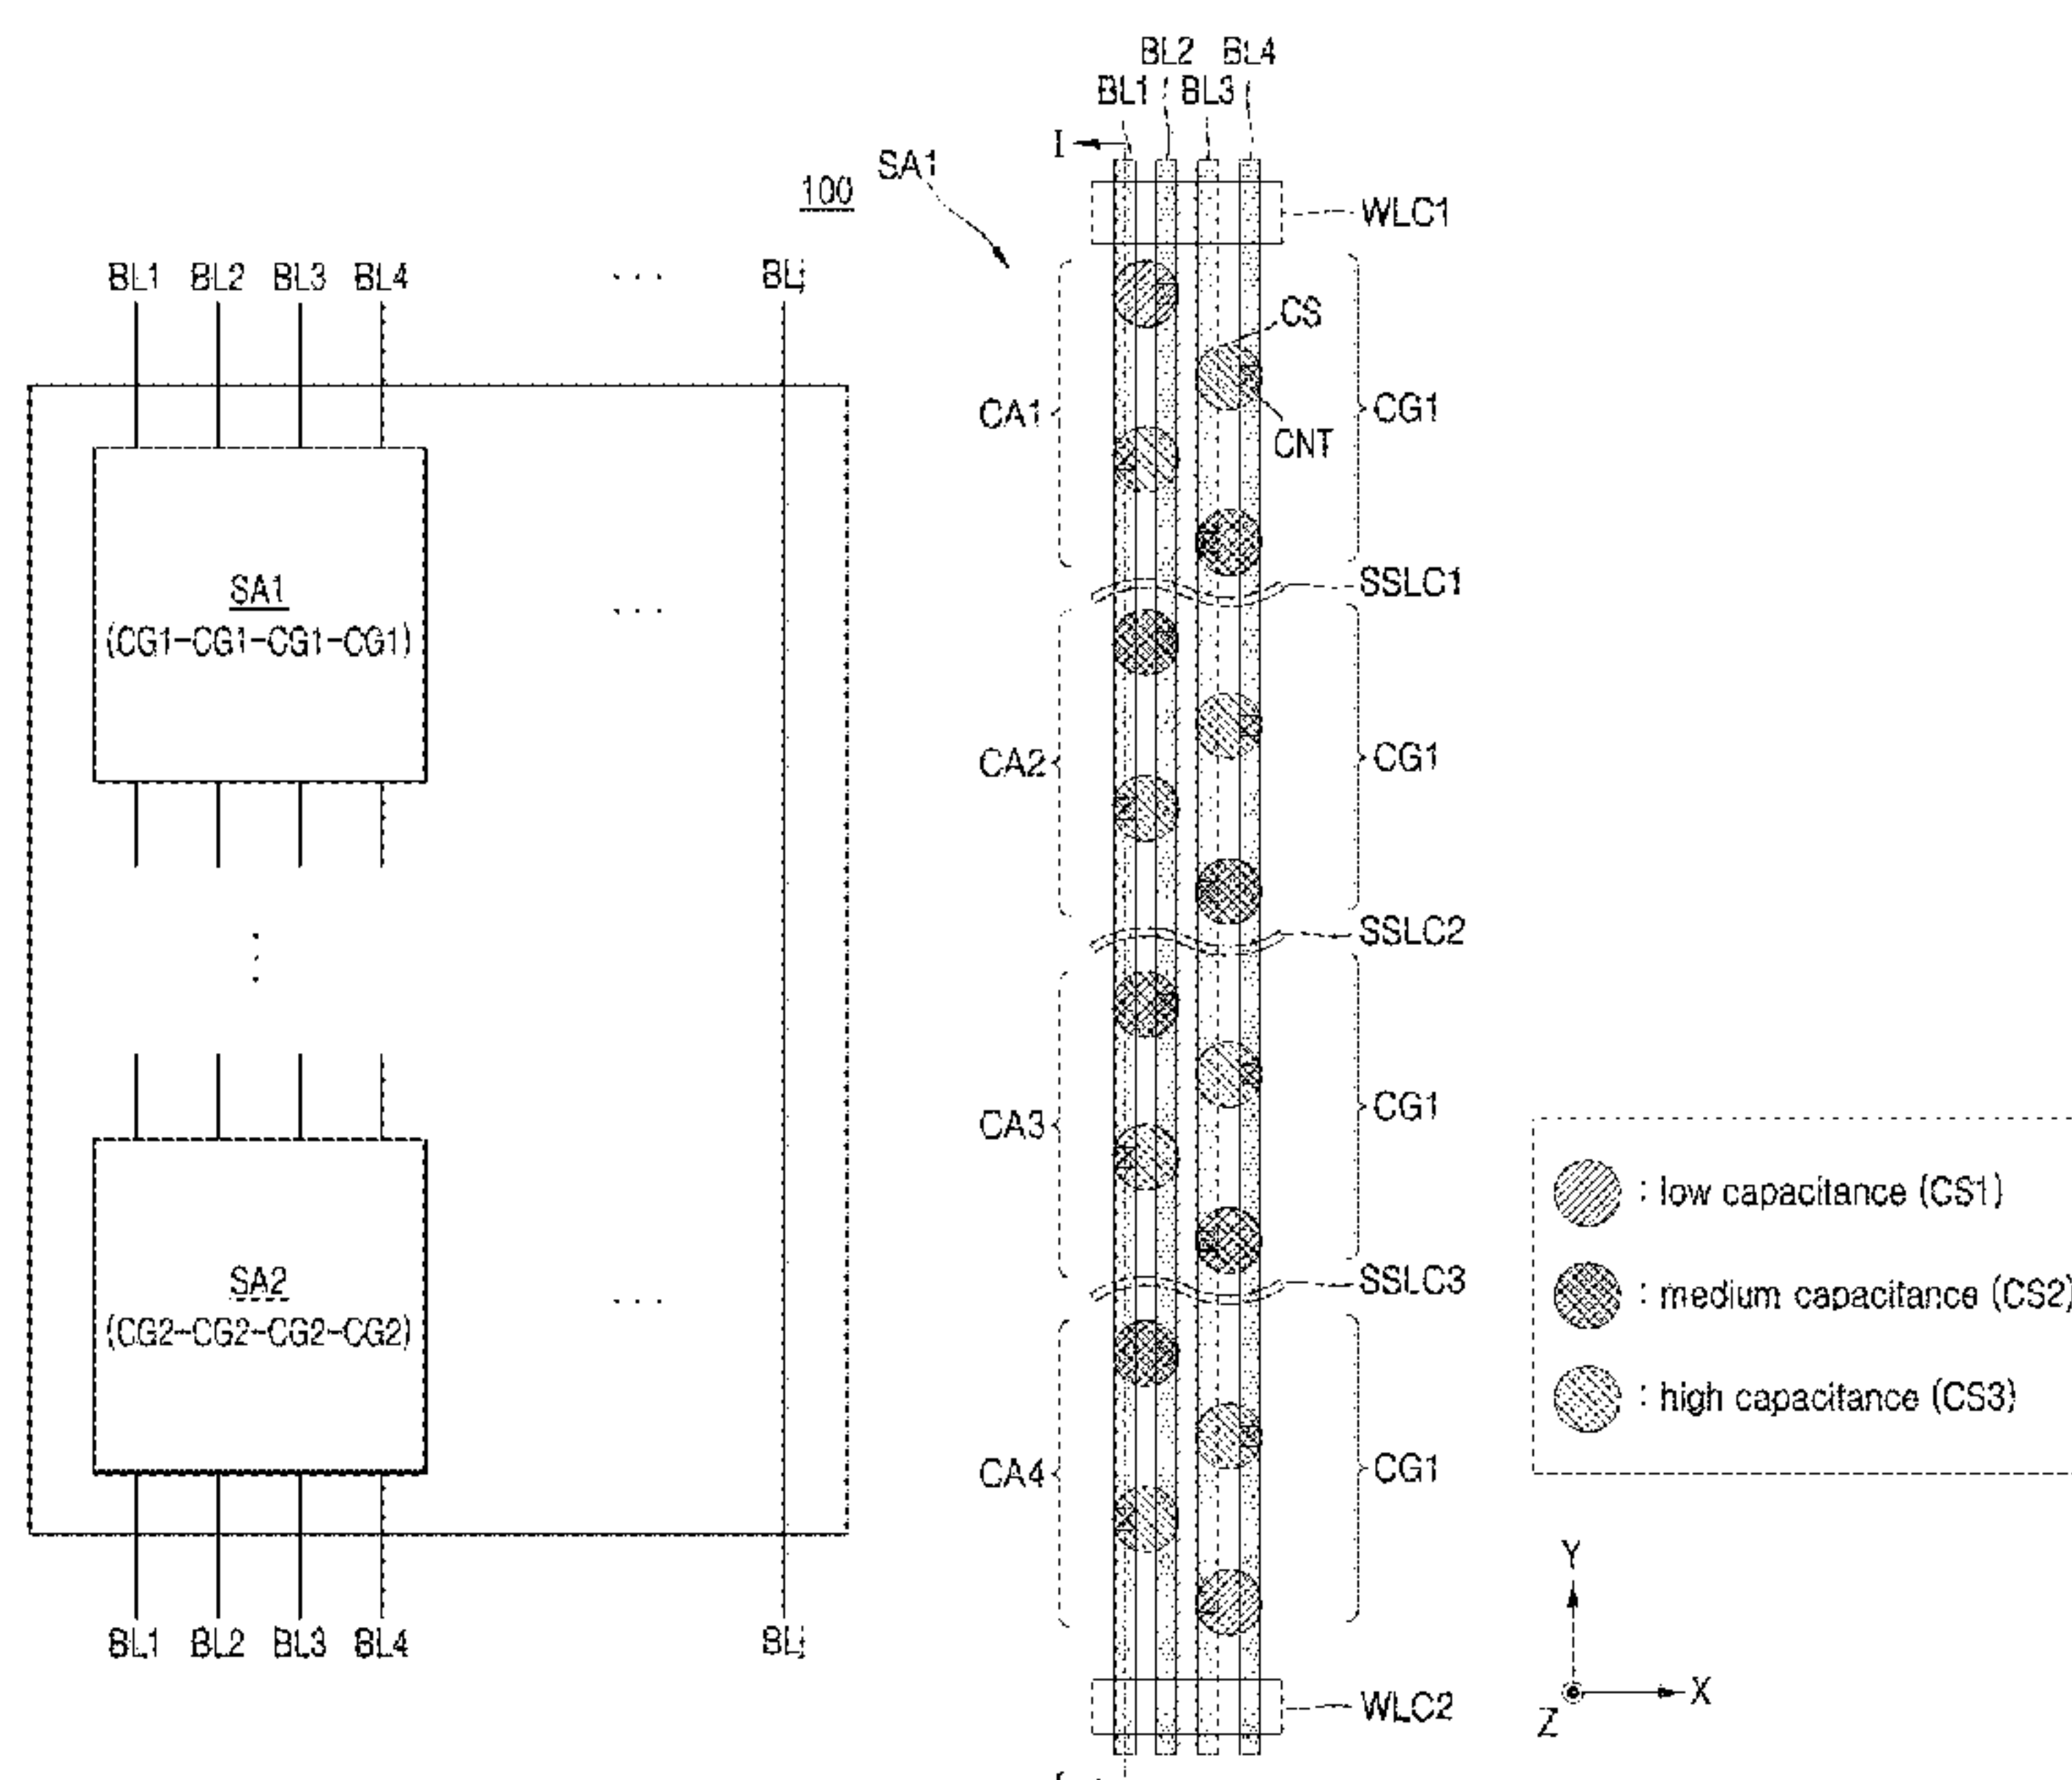 BL2 BL4
BL1 BL3
I
SA1
100
WLC1
BL1 BL2 BL3 BL4 ... BLj
CS
CA1
CG1
CNT
SA1
(CG1-CG1-CG1-CG1)
...
SSLC1
CA2
CG1
SSLC2
CA3
CG1
SSLC3
SA2
(CG2-CG2-CG2-CG2)
...
CA4
CG1
: low capacitance (CS1)
: medium capacitance (CS2)
: high capacitance (CS3)
BL1 BL2 BL3 BL4 BLj
WLC2
Y
X
Z